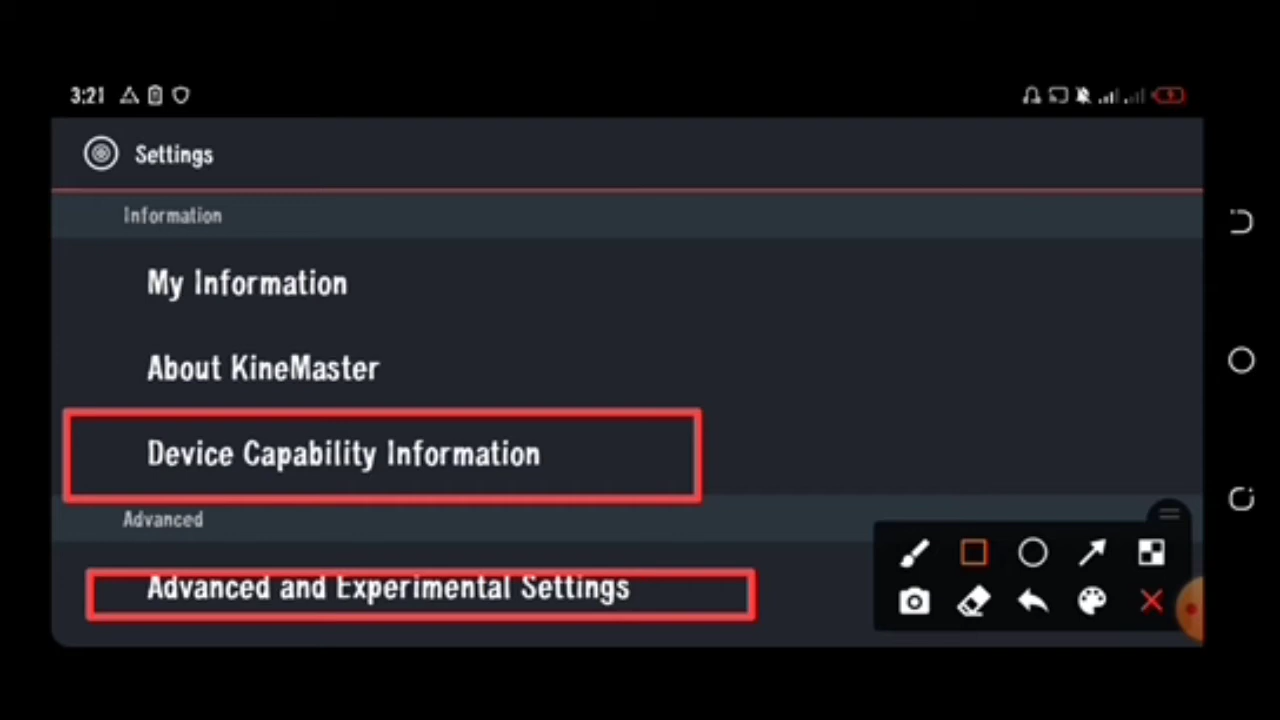 3:21
Settings
Information
My Information
About KineMaster
Device Capability Information
Advanced
Advanced and Experimental Settings